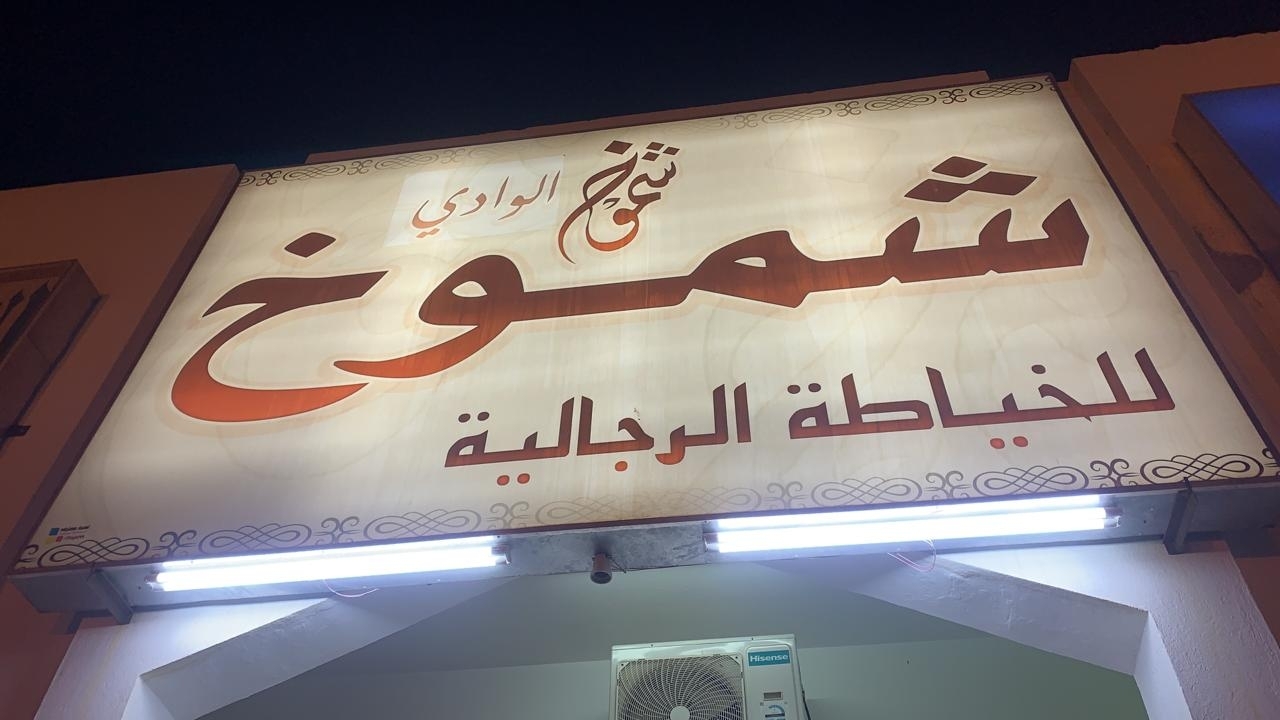 شموخ الوادي
شموخ
للخياطة الرجالية
Hisense